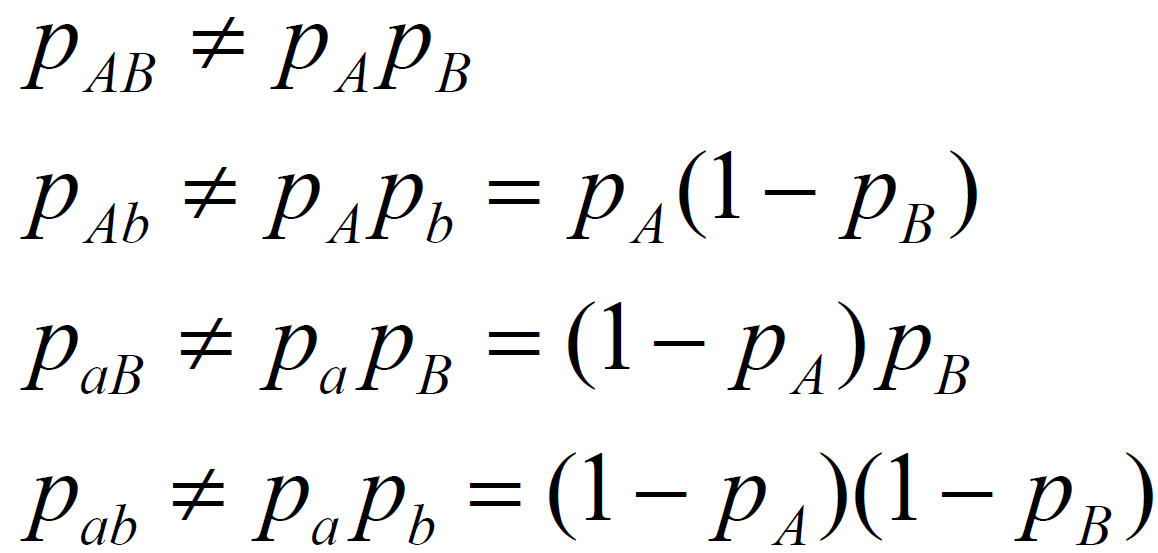 p_{AB} ≠ p_A p_B
p_{Ab} ≠ p_A p_b = p_A(1 − p_B)
p_{aB} ≠ p_a p_B = (1 − p_A) p_B
p_{ab} ≠ p_a p_b = (1 − p_A)(1 − p_B)